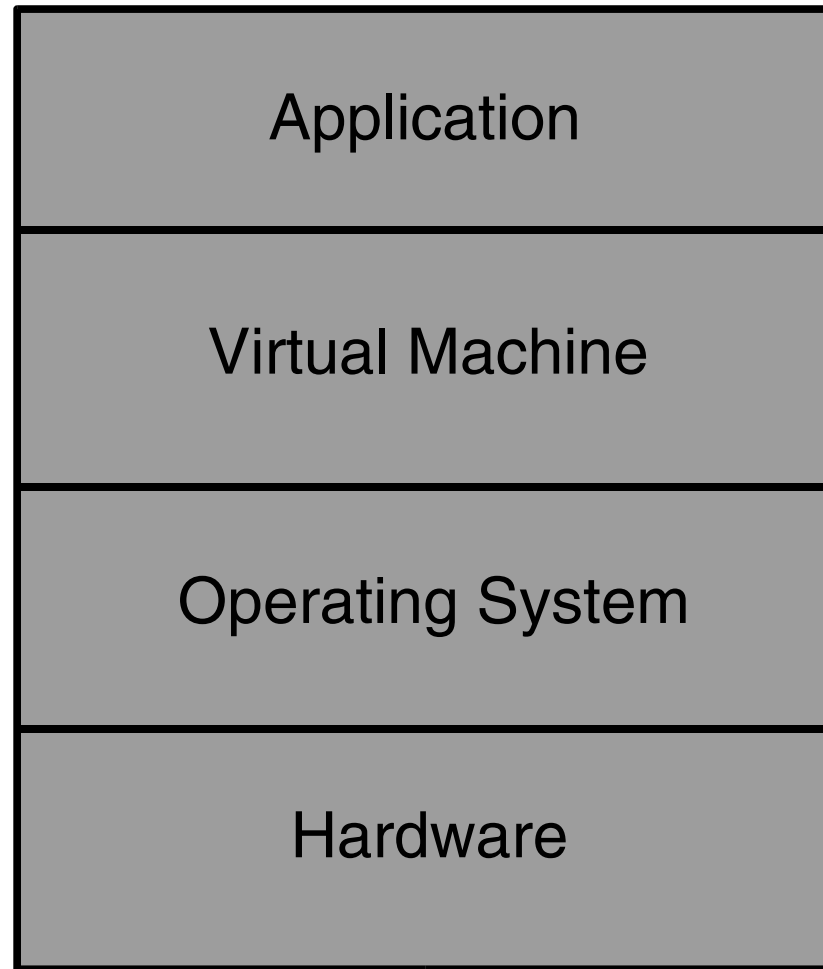 Application
Virtual Machine
Operating System
Hardware